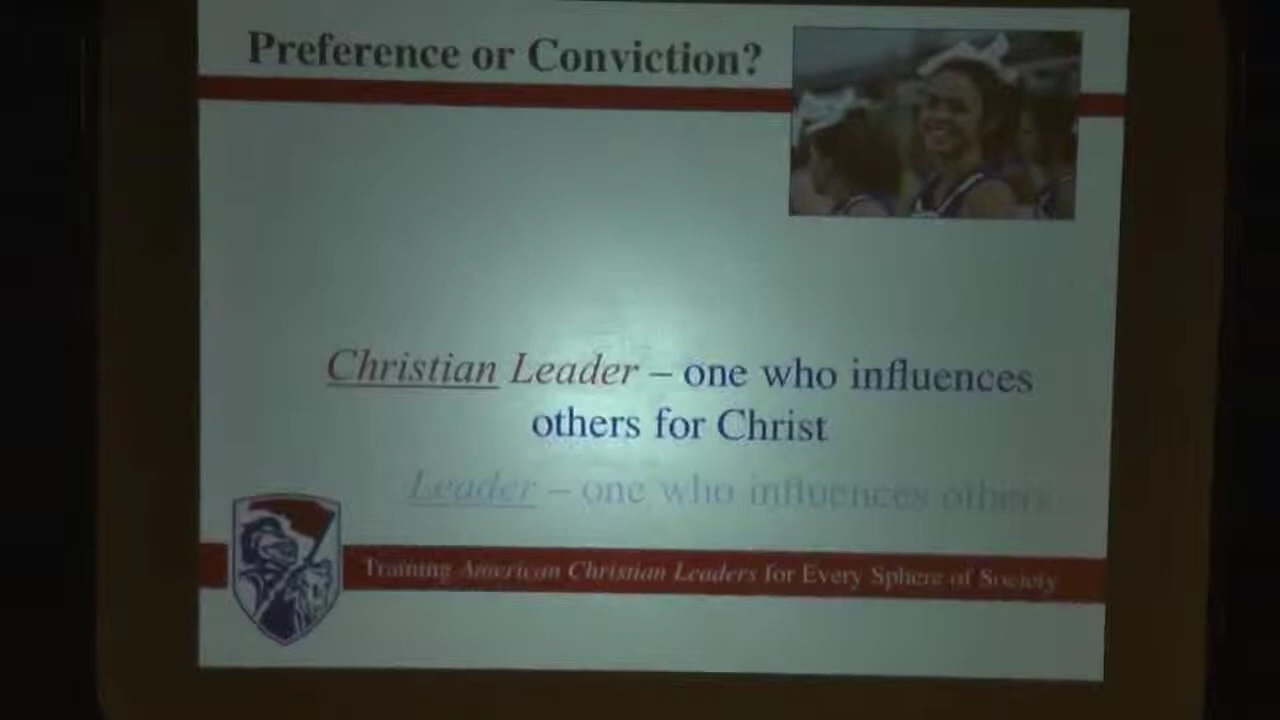 Preference or Conviction?
Christian Leader – one who influences
others for Christ
Leader – one who influences others
Training American Christian Leaders for Every Sphere of Society